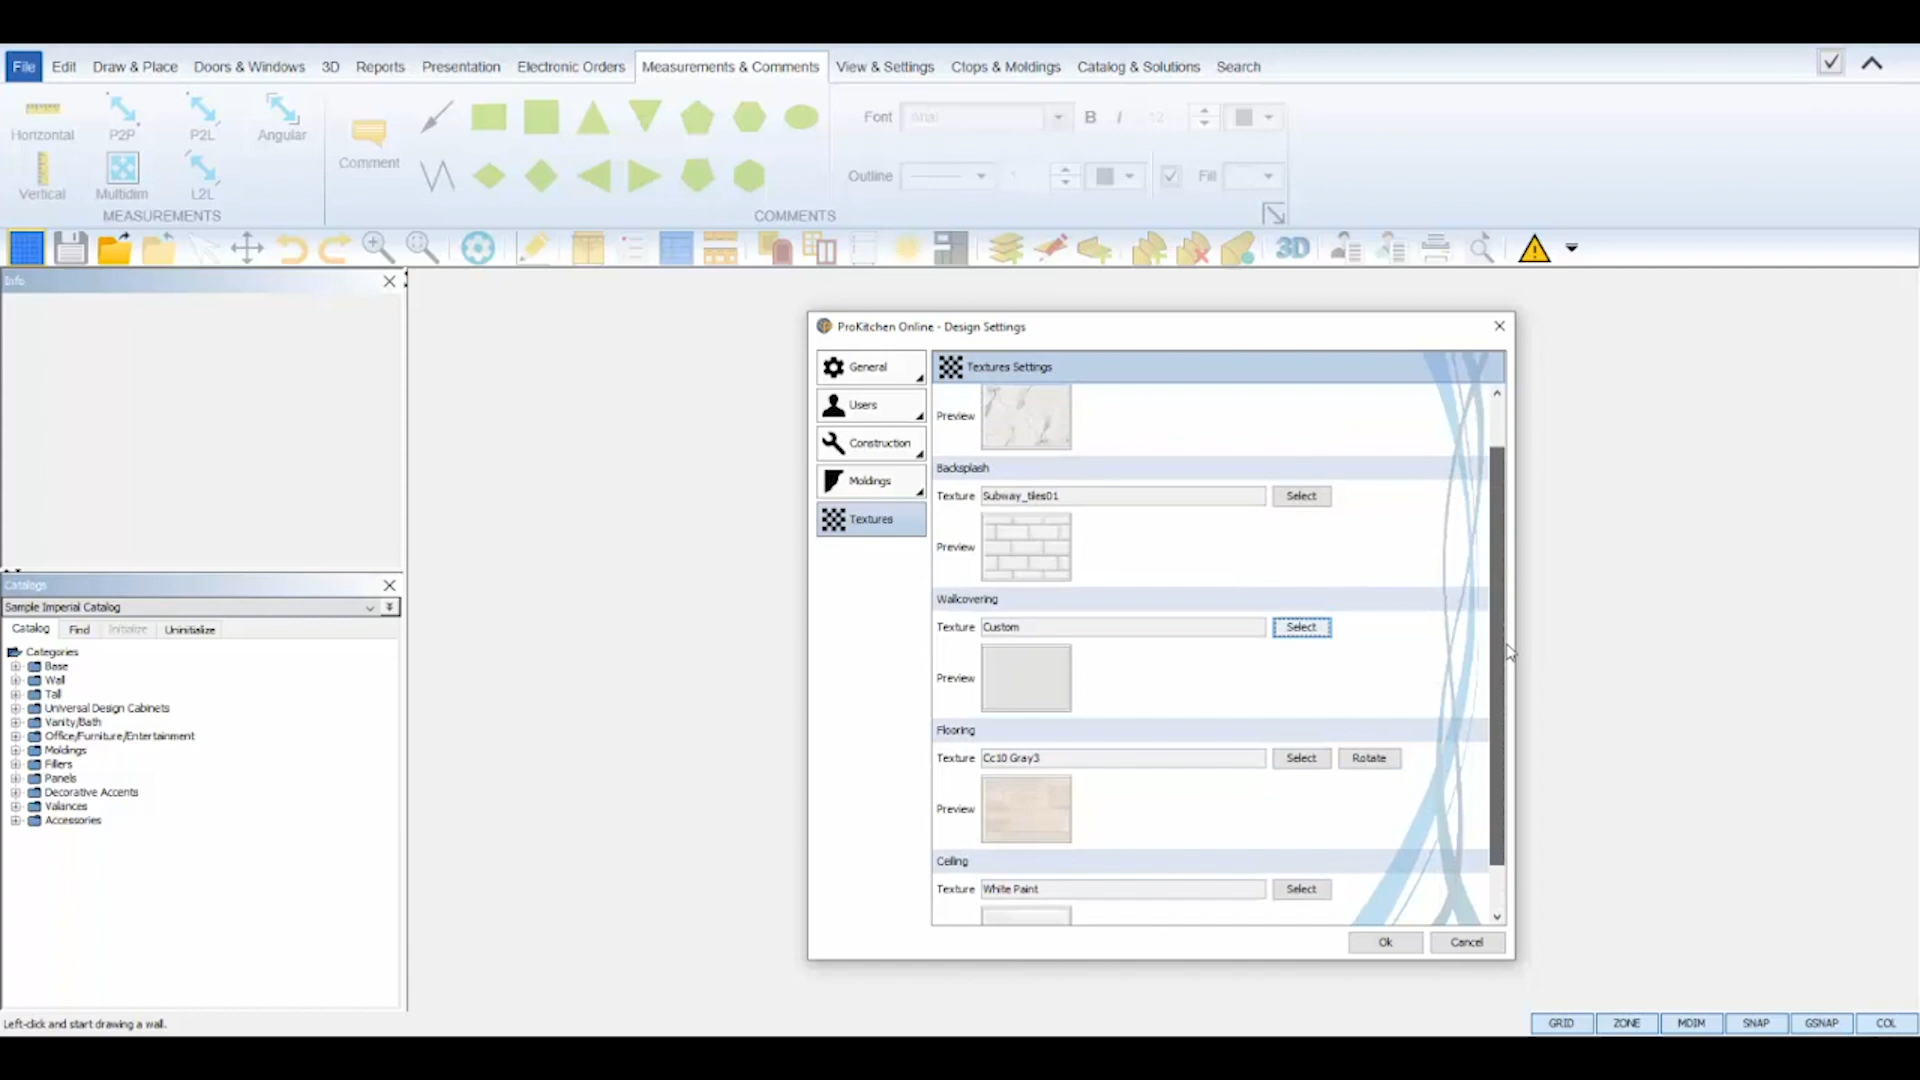 File Edit Draw & Place Doors & Windows 3D Reports Presentation Electronic Orders Measurements & Comments View & Settings Ctops & Moldings Catalog & Solutions Search
Horizontal P2P P2L Angular
Vertical Multidim L2L
MEASUREMENTS
Comment
Font Arial B I 12
Outline 1 Fill
COMMENTS
3D
Info
Catalogs
Sample Imperial Catalog
Catalog Find Initialize Uninitialize
Categories
Base
Wall
Tall
Universal Design Cabinets
Vanity/Bath
Office/Furniture/Entertainment
Moldings
Fillers
Panels
Decorative Accents
Valances
Accessories
ProKitchen Online - Design Settings
General
Users
Construction
Moldings
Textures
Textures Settings
Preview
Backsplash
Texture Subway_tiles01 Select
Preview
Wallcovering
Texture Custom Select
Preview
Flooring
Texture Cc10 Gray3 Select Rotate
Preview
Ceiling
Texture White Paint Select
Ok Cancel
Left-click and start drawing a wall.
GRID ZONE MDIM SNAP GSNAP COL